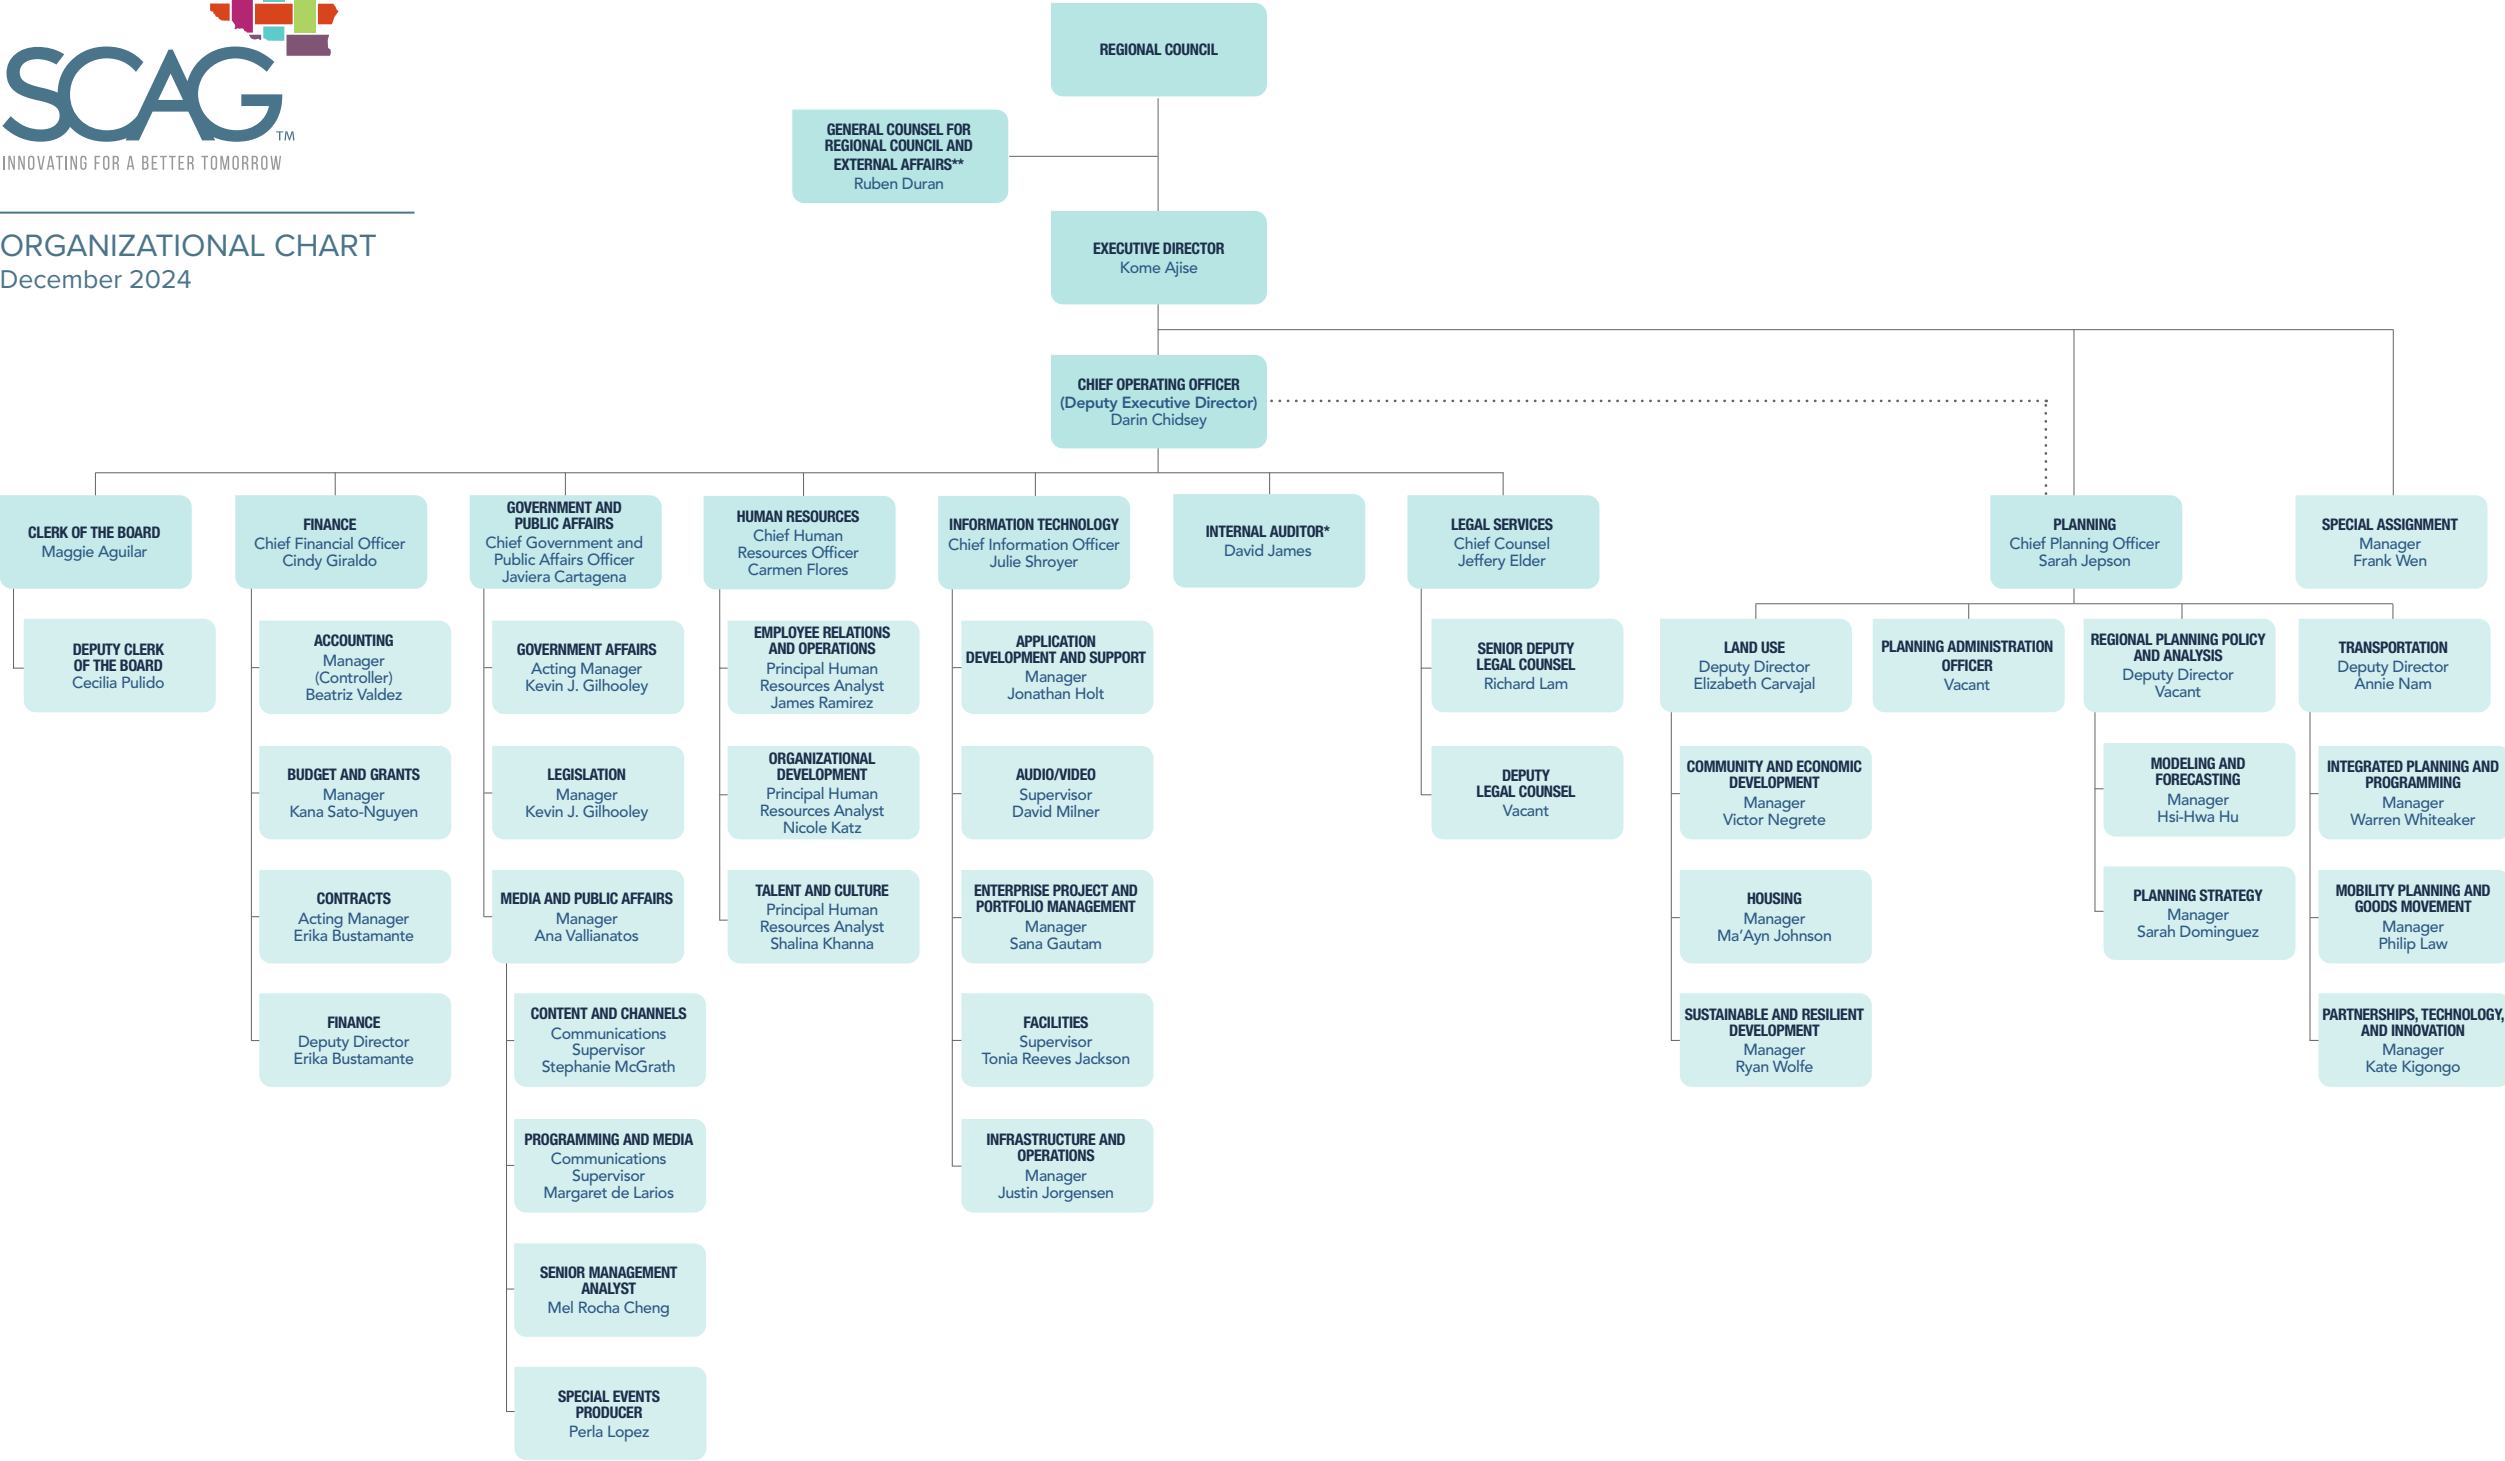 SCAG™
INNOVATING FOR A BETTER TOMORROW
ORGANIZATIONAL CHART
December 2024
REGIONAL COUNCIL
GENERAL COUNSEL FOR
REGIONAL COUNCIL AND
EXTERNAL AFFAIRS**
Ruben Duran
EXECUTIVE DIRECTOR
Kome Ajise
CHIEF OPERATING OFFICER
(Deputy Executive Director)
Darin Chidsey
CLERK OF THE BOARD
Maggie Aguilar
DEPUTY CLERK
OF THE BOARD
Cecilia Pulido
FINANCE
Chief Financial Officer
Cindy Giraldo
ACCOUNTING
Manager
(Controller)
Beatriz Valdez
BUDGET AND GRANTS
Manager
Kana Sato-Nguyen
CONTRACTS
Acting Manager
Erika Bustamante
FINANCE
Deputy Director
Erika Bustamante
GOVERNMENT AND
PUBLIC AFFAIRS
Chief Government and
Public Affairs Officer
Javiera Cartagena
GOVERNMENT AFFAIRS
Acting Manager
Kevin J. Gilhooley
LEGISLATION
Manager
Kevin J. Gilhooley
MEDIA AND PUBLIC AFFAIRS
Manager
Ana Vallianatos
CONTENT AND CHANNELS
Communications
Supervisor
Stephanie McGrath
PROGRAMMING AND MEDIA
Communications
Supervisor
Margaret de Larios
SENIOR MANAGEMENT
ANALYST
Mel Rocha Cheng
SPECIAL EVENTS
PRODUCER
Perla Lopez
HUMAN RESOURCES
Chief Human
Resources Officer
Carmen Flores
EMPLOYEE RELATIONS
AND OPERATIONS
Principal Human
Resources Analyst
James Ramirez
ORGANIZATIONAL
DEVELOPMENT
Principal Human
Resources Analyst
Nicole Katz
TALENT AND CULTURE
Principal Human
Resources Analyst
Shalina Khanna
INFORMATION TECHNOLOGY
Chief Information Officer
Julie Shroyer
APPLICATION
DEVELOPMENT AND SUPPORT
Manager
Jonathan Holt
AUDIO/VIDEO
Supervisor
David Milner
ENTERPRISE PROJECT AND
PORTFOLIO MANAGEMENT
Manager
Sana Gautam
FACILITIES
Supervisor
Tonia Reeves Jackson
INFRASTRUCTURE AND
OPERATIONS
Manager
Justin Jorgensen
INTERNAL AUDITOR*
David James
LEGAL SERVICES
Chief Counsel
Jeffery Elder
SENIOR DEPUTY
LEGAL COUNSEL
Richard Lam
DEPUTY
LEGAL COUNSEL
Vacant
PLANNING
Chief Planning Officer
Sarah Jepson
LAND USE
Deputy Director
Elizabeth Carvajal
COMMUNITY AND ECONOMIC
DEVELOPMENT
Manager
Victor Negrete
HOUSING
Manager
Ma'Ayn Johnson
SUSTAINABLE AND RESILIENT
DEVELOPMENT
Manager
Ryan Wolfe
PLANNING ADMINISTRATION
OFFICER
Vacant
REGIONAL PLANNING POLICY
AND ANALYSIS
Deputy Director
Vacant
MODELING AND
FORECASTING
Manager
Hsi-Hwa Hu
PLANNING STRATEGY
Manager
Sarah Dominguez
TRANSPORTATION
Deputy Director
Annie Nam
INTEGRATED PLANNING AND
PROGRAMMING
Manager
Warren Whiteaker
MOBILITY PLANNING AND
GOODS MOVEMENT
Manager
Philip Law
PARTNERSHIPS, TECHNOLOGY,
AND INNOVATION
Manager
Kate Kigongo
SPECIAL ASSIGNMENT
Manager
Frank Wen